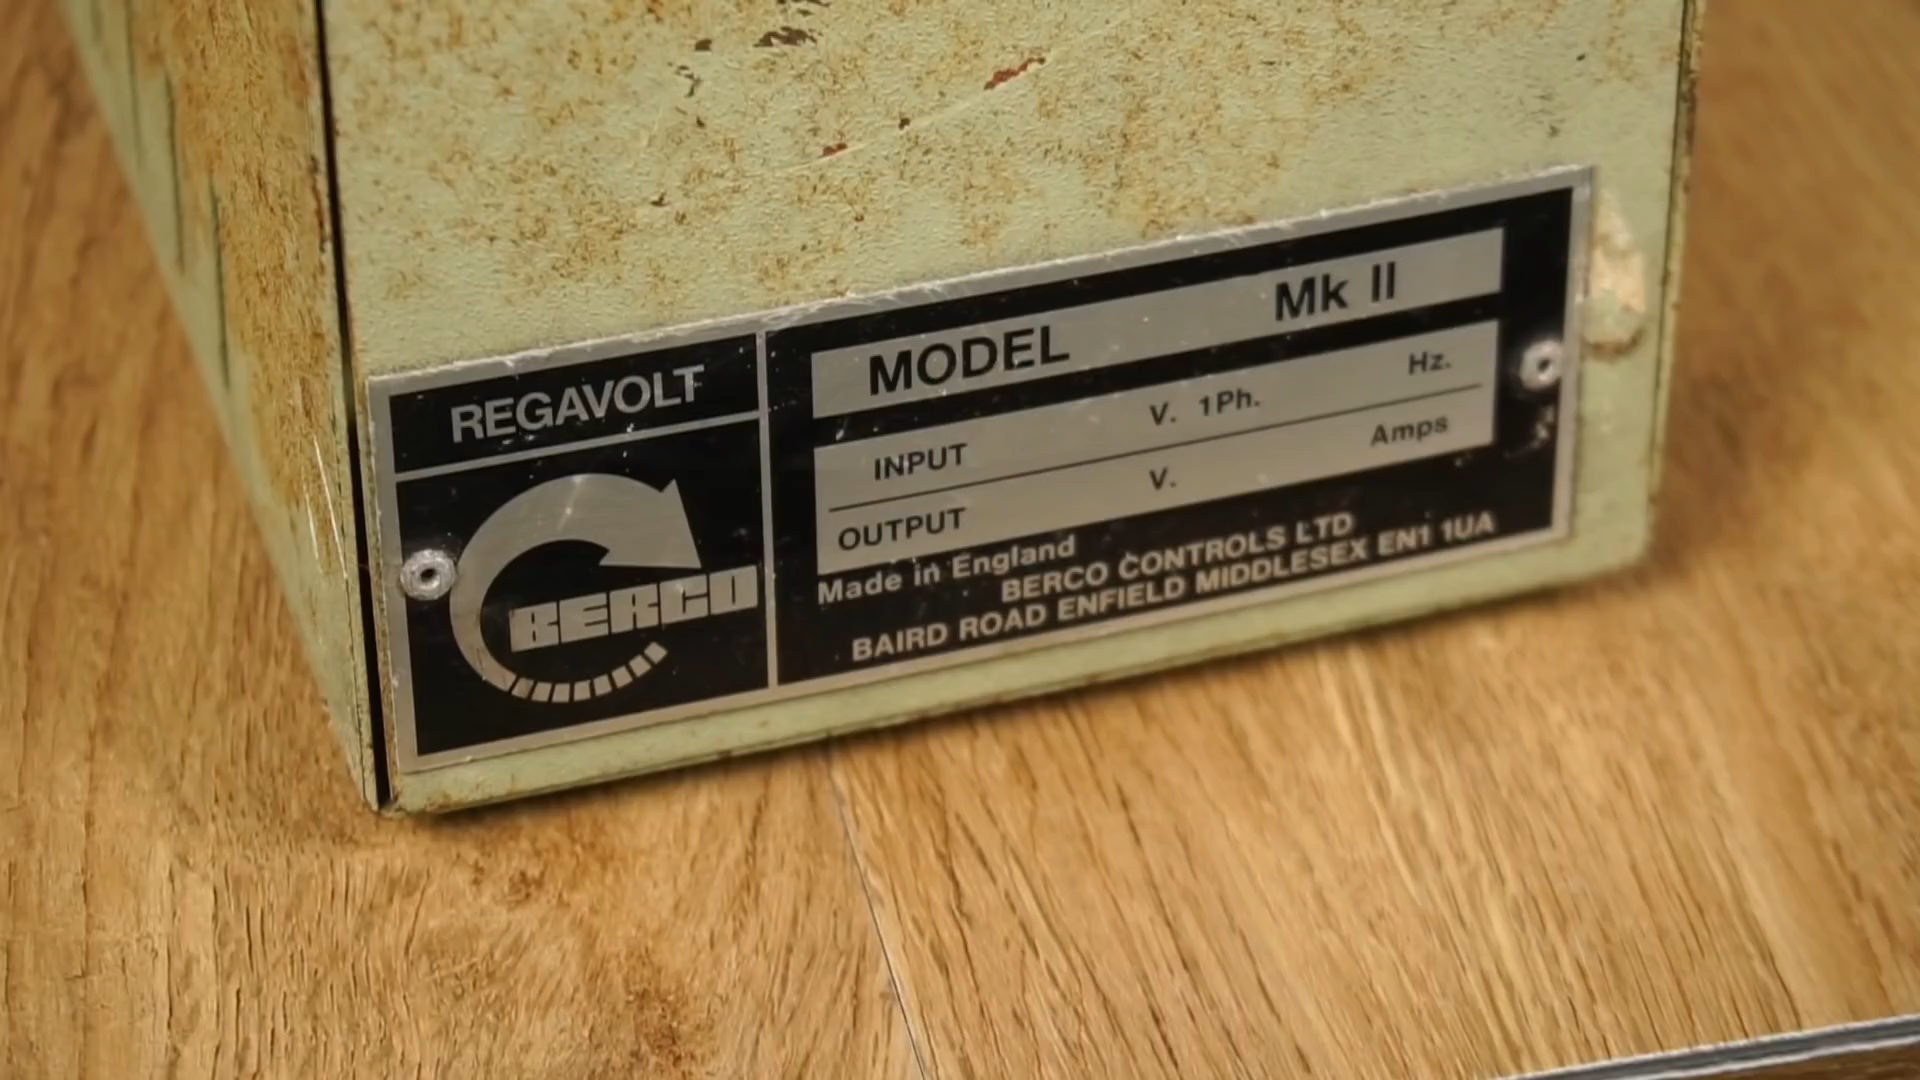 REGAVOLT
BERCO
MODEL Mk II
INPUT V. 1Ph. Hz.
OUTPUT V. Amps
Made in England
BERCO CONTROLS LTD
BAIRD ROAD ENFIELD MIDDLESEX EN1 1UA